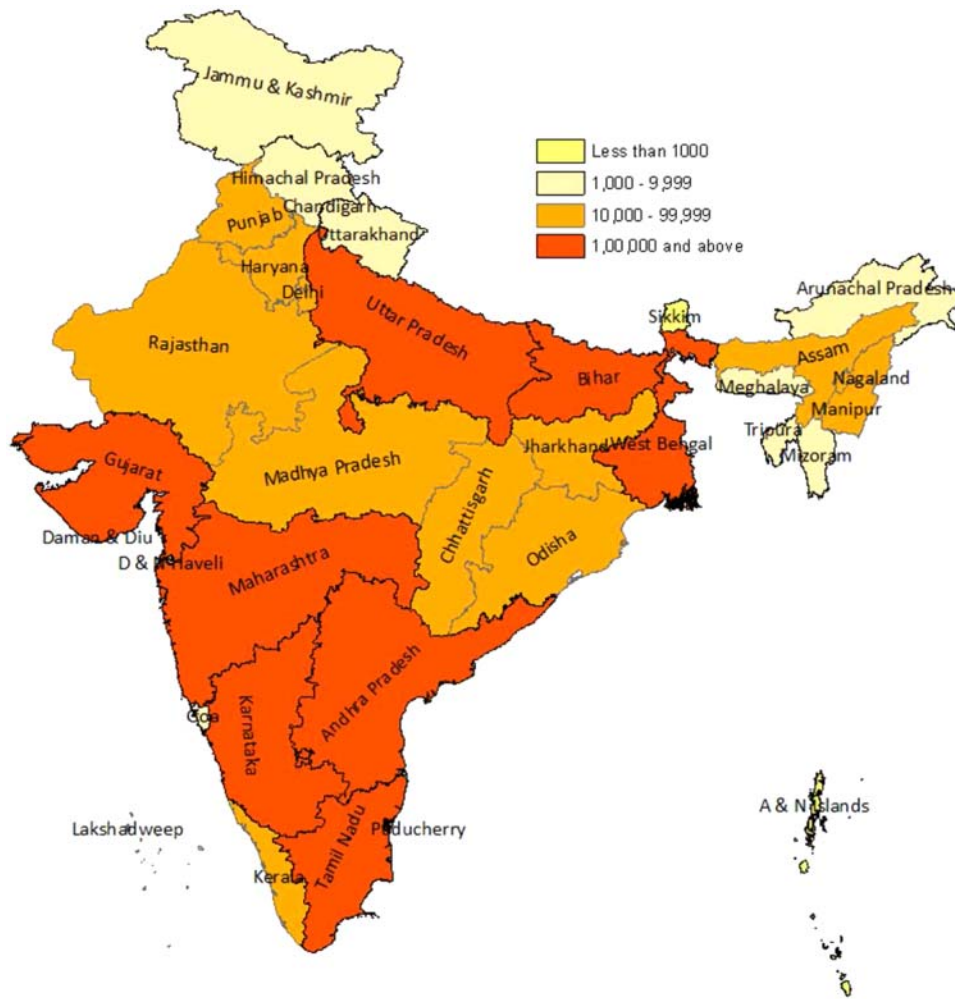 Jammu & Kashmir
Less than 1000
1,000 - 9,999
10,000 - 99,999
1,00,000 and above
Himachal Pradesh
Chandigarh
Punjab
Uttarakhand
Haryana
Delhi
Arunachal Pradesh
Sikkim
Uttar Pradesh
Rajasthan
Assam
Bihar
Nagaland
Meghalaya
Manipur
Tripura
Mizoram
Jharkhand
West Bengal
Gujarat
Madhya Pradesh
Chhattisgarh
Odisha
Daman & Diu
D & N Haveli
Maharashtra
Andhra Pradesh
Goa
Karnataka
A & N Islands
Lakshadweep
Puducherry
Tamil Nadu
Kerala